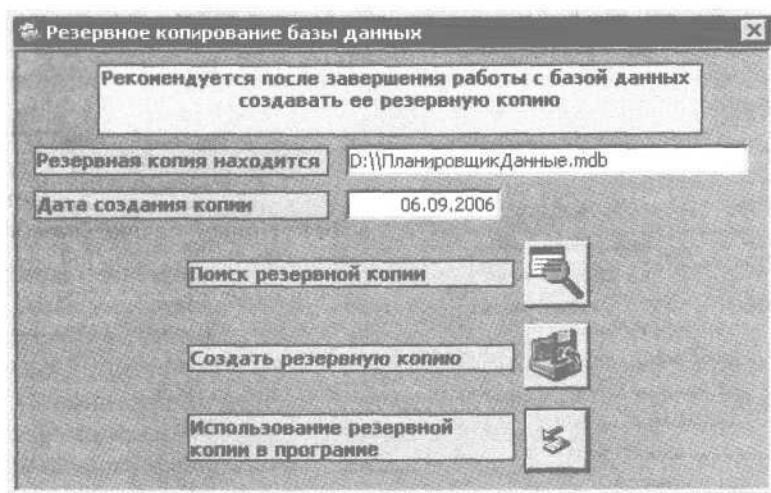 Резервное копирование базы данных
Рекомендуется после завершения работы с базой данных
создавать ее резервную копию
Резервная копия находится
D:\\ПланировщикДанные.mdb
Дата создания копии
06.09.2006
Поиск резервной копии
Создать резервную копию
Использование резервной
копии в программе